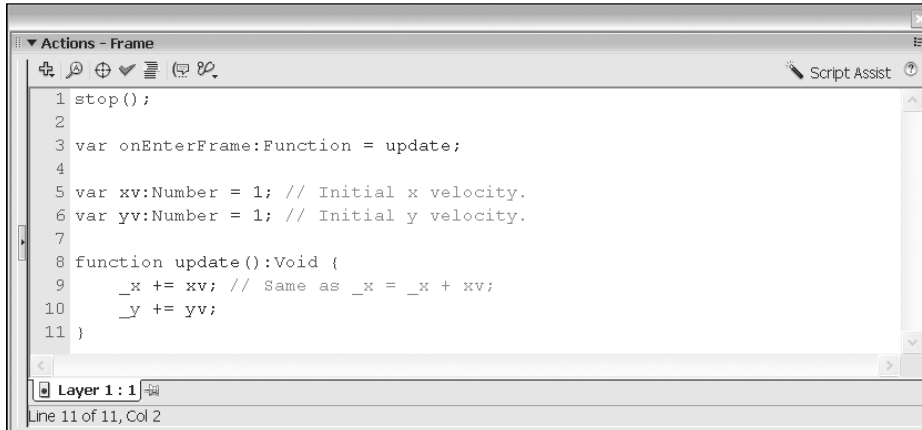 Actions - Frame
Script Assist
1 stop();
2
3 var onEnterFrame:Function = update;
4
5 var xv:Number = 1; // Initial x velocity.
6 var yv:Number = 1; // Initial y velocity.
7
8 function update():Void {
9 _x += xv; // Same as _x = _x + xv;
10 _y += yv;
11 }
Layer 1 : 1
Line 11 of 11, Col 2